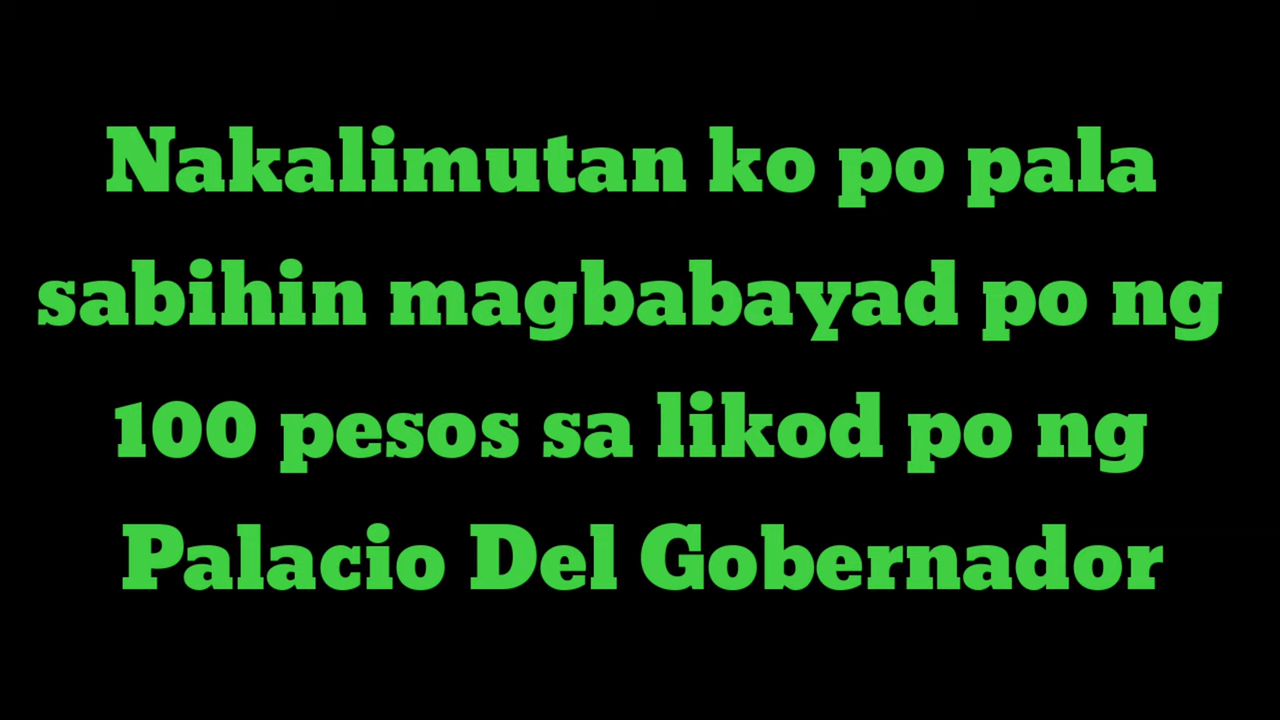 Nakalimutan ko po pala
sabihin magbabayad po ng
100 pesos sa likod po ng
Palacio Del Gobernador